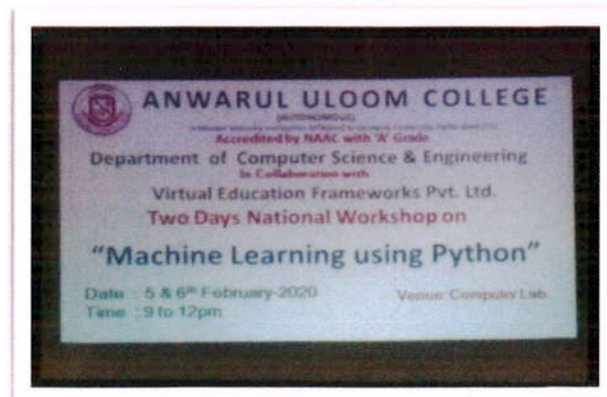 ANWARUL ULOOM COLLEGE
(AUTONOMOUS)
Accredited by NAAC with 'A' Grade
Department of Computer Science & Engineering
In Collaboration with
Virtual Education Frameworks Pvt. Ltd.
Two Days National Workshop on
“Machine Learning using Python”
Date : 5 & 6th February-2020 Venue: Computer Lab
Time : 9 to 12pm